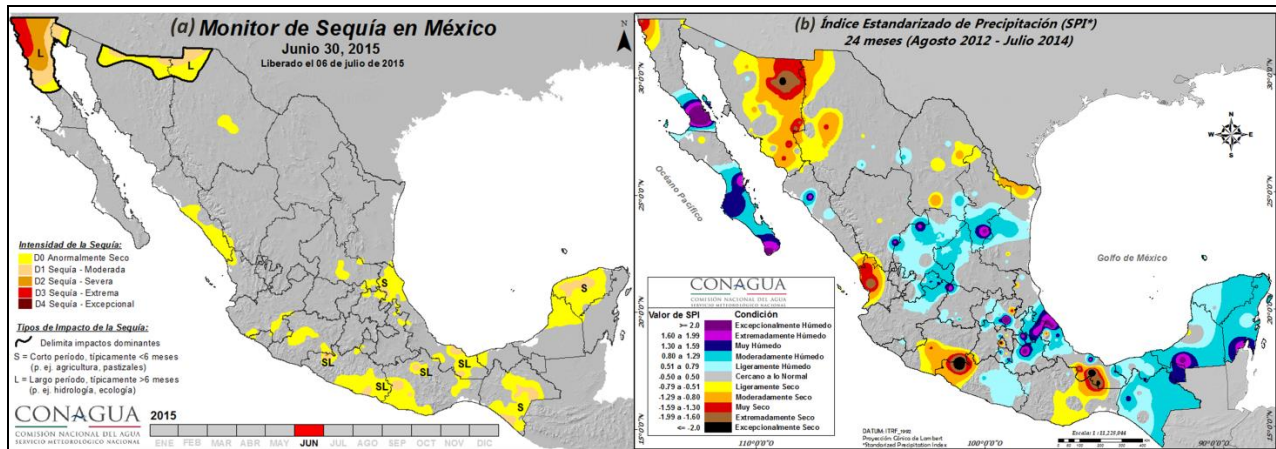 (a) Monitor de Sequía en México
Junio 30, 2015
Liberado el 06 de julio de 2015
N
L
L
S
SL
SL
SL
SL
S
S
Intensidad de la Sequía:
D0 Anormalmente Seco
D1 Sequía - Moderada
D2 Sequía - Severa
D3 Sequía - Extrema
D4 Sequía - Excepcional
Tipos de Impacto de la Sequía:
Delimita impactos dominantes
S = Corto período, típicamente <6 meses
(p. ej. agricultura, pastizales)
L = Largo período, típicamente >6 meses
(p. ej. hidrología, ecología)
CONAGUA
COMISIÓN NACIONAL DEL AGUA
SERVICIO METEOROLÓGICO NACIONAL
2015
ENE FEB MAR ABR MAY JUN JUL AGO SEP OCT NOV DIC
(b) Índice Estandarizado de Precipitación (SPI*)
24 meses (Agosto 2012 - Julio 2014)
N
W E
S
Océano Pacífico
Golfo de México
CONAGUA
COMISIÓN NACIONAL DEL AGUA
SERVICIO METEOROLÓGICO NACIONAL
Valor de SPI Condición
>= 2.0 Excepcionalmente Húmedo
1.60 a 1.99 Extremadamente Húmedo
1.30 a 1.59 Muy Húmedo
0.80 a 1.29 Moderadamente Húmedo
0.51 a 0.79 Ligeramente Húmedo
-0.50 a 0.50 Cercano a lo Normal
-0.79 a -0.51 Ligeramente Seco
-1.29 a -0.80 Moderadamente Seco
-1.59 a -1.30 Muy Seco
-1.99 a -1.60 Extremadamente Seco
<= -2.0 Excepcionalmente Seco
DATUM: ITRF_1992
Proyección Cónica de Lambert
*Standardized Precipitation Index
110°0'0"O
100°0'0"O
90°0'0"O